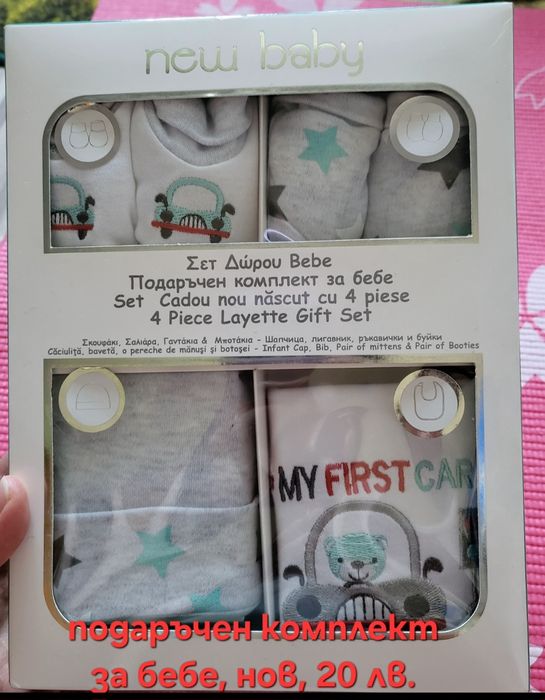 new baby
Σετ Δώρου Bebe
Подаръчен комплект за бебе
Set Cadou nou născut cu 4 piese
4 Piece Layette Gift Set
Σκουφάκι, Σαλιάρα, Γαντάκια & Μποτάκια - Шапчица, лигавник, ръкавички и буйки
Căciuliță, bavetă, o pereche de mănuși și botoșei - Infant Cap, Bib, Pair of mittens & Pair of Booties
MY FIRST CAR
подаръчен комплект
за бебе, нов, 20 лв.